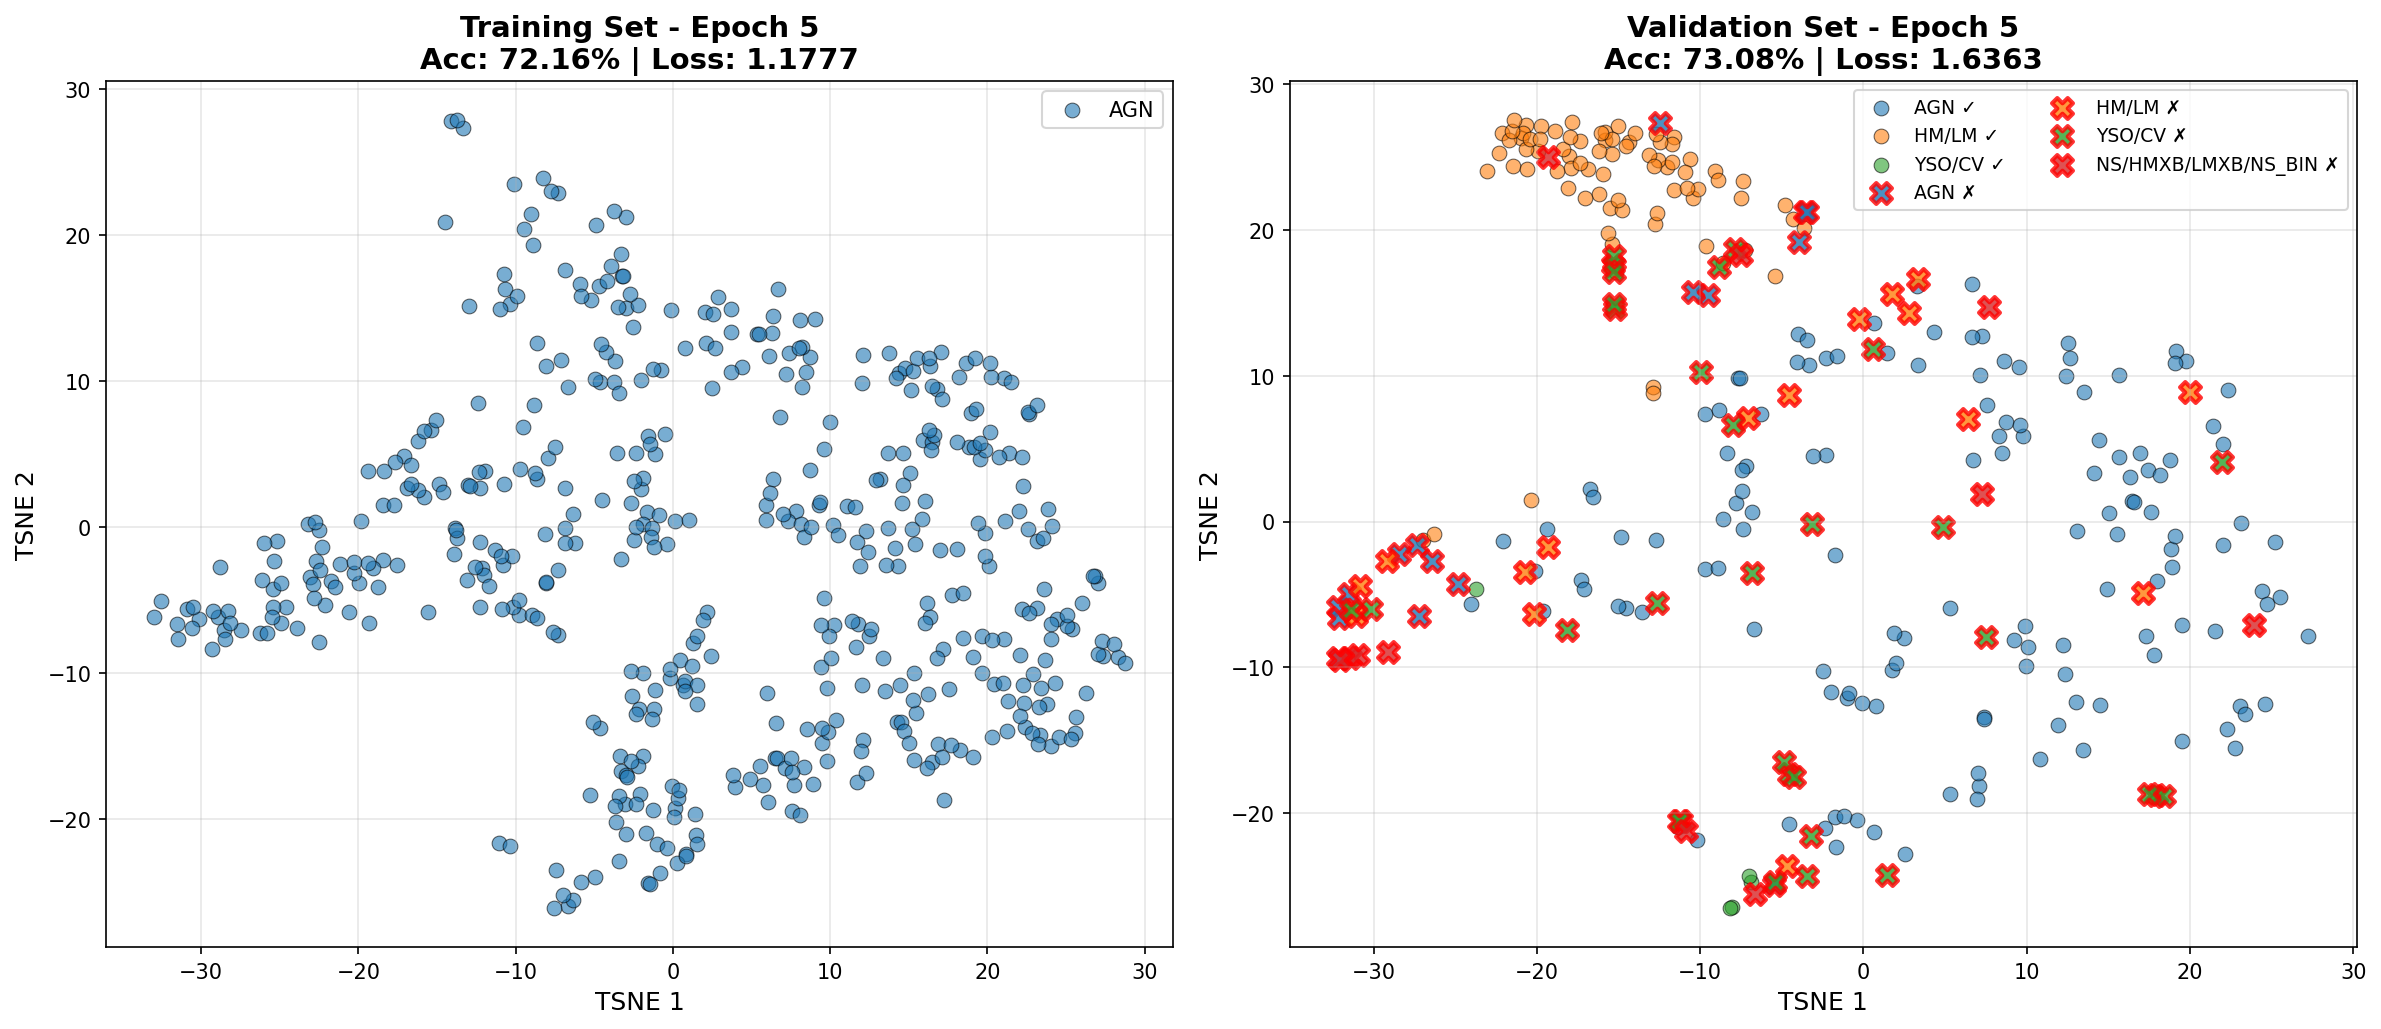 Training Set - Epoch 5
Acc: 72.16% | Loss: 1.1777
AGN
30
20
10
0
−10
−20
TSNE 2
−30
−20
−10
0
10
20
30
TSNE 1
Validation Set - Epoch 5
Acc: 73.08% | Loss: 1.6363
AGN ✓
HM/LM ✓
YSO/CV ✓
AGN ✗
HM/LM ✗
YSO/CV ✗
NS/HMXB/LMXB/NS_BIN ✗
30
20
10
0
−10
−20
TSNE 2
−30
−20
−10
0
10
20
30
TSNE 1